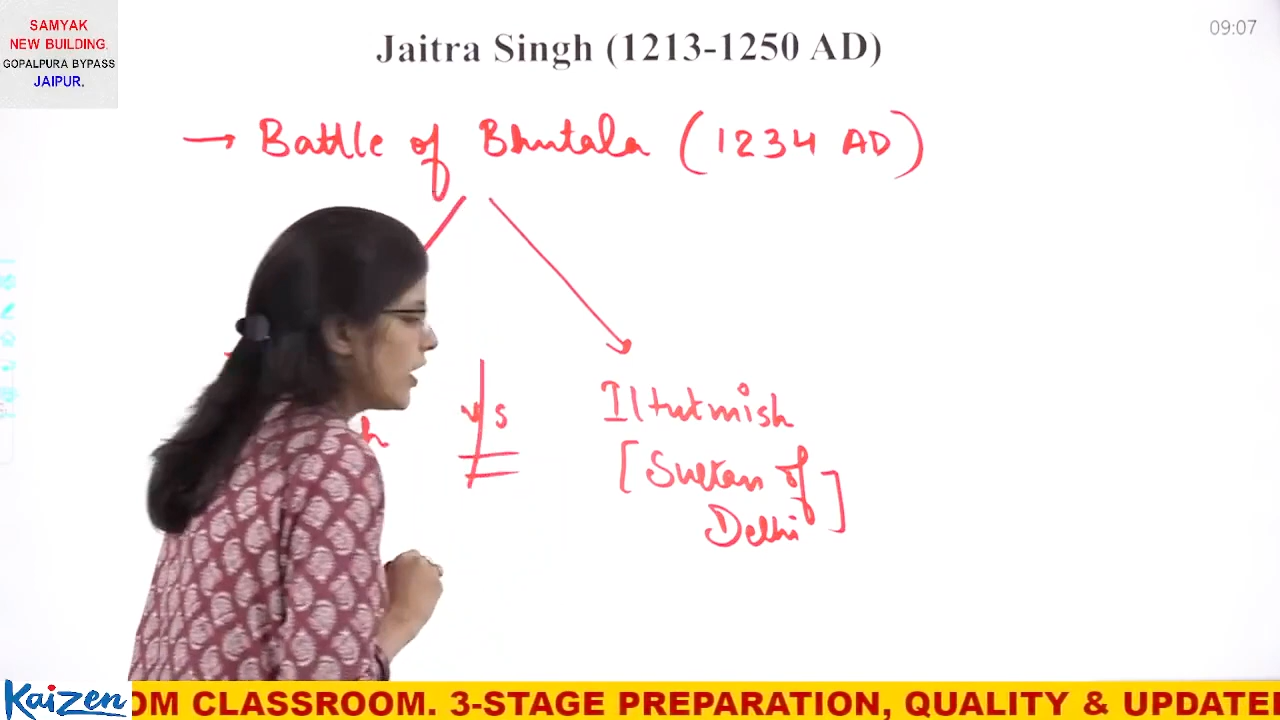 SAMYAK
NEW BUILDING,
GOPALPURA BYPASS
JAIPUR.
09:07
Jaitra Singh (1213-1250 AD)
→ Battle of Bhutala (1234 AD)
h
v/s
Iltutmish
[Sultan of
Delhi]
Kaizen
OM CLASSROOM. 3-STAGE PREPARATION, QUALITY & UPDATE